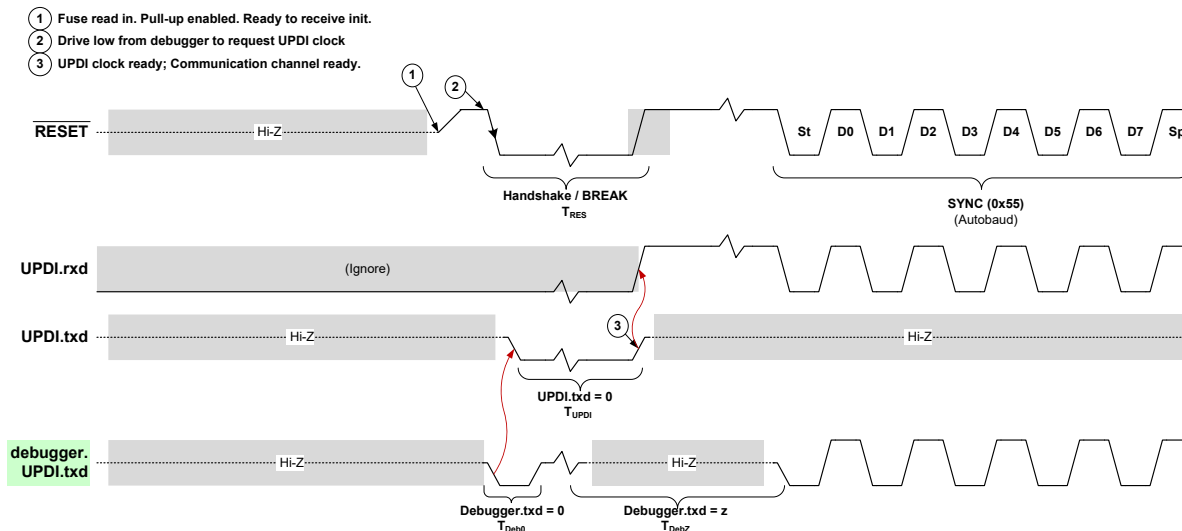 1 Fuse read in. Pull-up enabled. Ready to receive init.
2 Drive low from debugger to request UPDI clock
3 UPDI clock ready; Communication channel ready.
1
2
RESET
Hi-Z
St D0 D1 D2 D3 D4 D5 D6 D7 Sp
Handshake / BREAK
TRES
SYNC (0x55)
(Autobaud)
UPDI.rxd
(Ignore)
UPDI.txd
Hi-Z
3
Hi-Z
UPDI.txd = 0
TUPDI
debugger.
UPDI.txd
Hi-Z
Hi-Z
Debugger.txd = 0
TDeb0
Debugger.txd = z
TDebZ